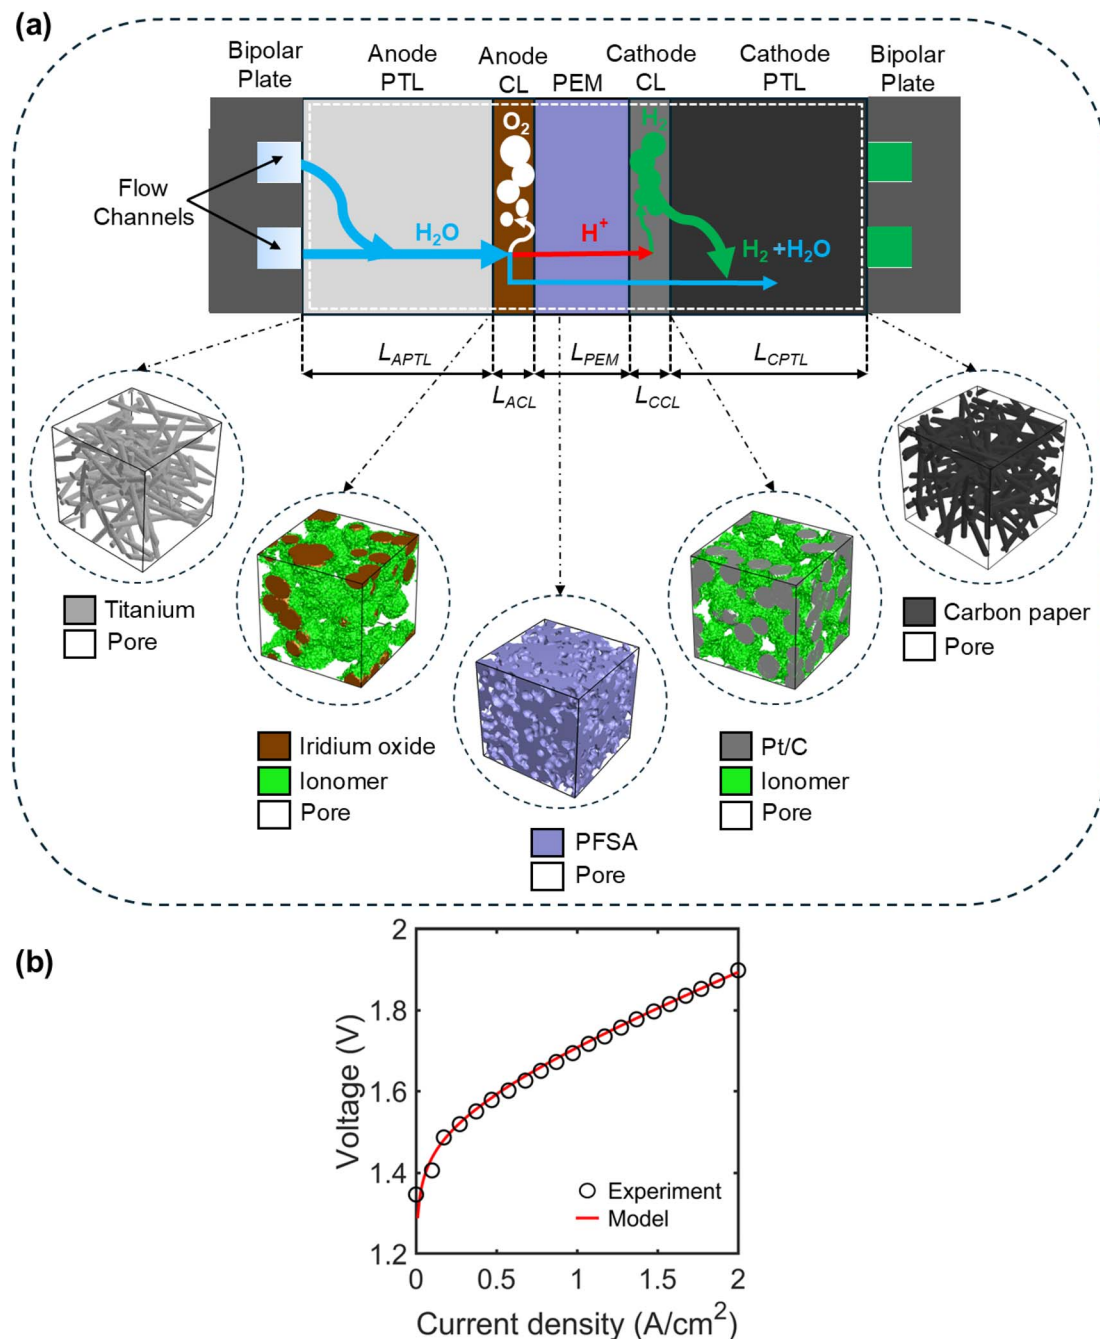 (a)
Bipolar
Plate
Anode
PTL
Anode
CL
PEM
Cathode
CL
Cathode
PTL
Bipolar
Plate
O2
H2
Flow
Channels
H2O
H+
H2 +H2O
LAPTL
LPEM
LCPTL
LACL
LCCL
Titanium
Pore
Carbon paper
Pore
Iridium oxide
Ionomer
Pore
Pt/C
Ionomer
Pore
PFSA
Pore
(b)
2
1.8
1.6
1.4
1.2
Voltage (V)
Experiment
Model
0
0.5
1
1.5
2
Current density (A/cm2)